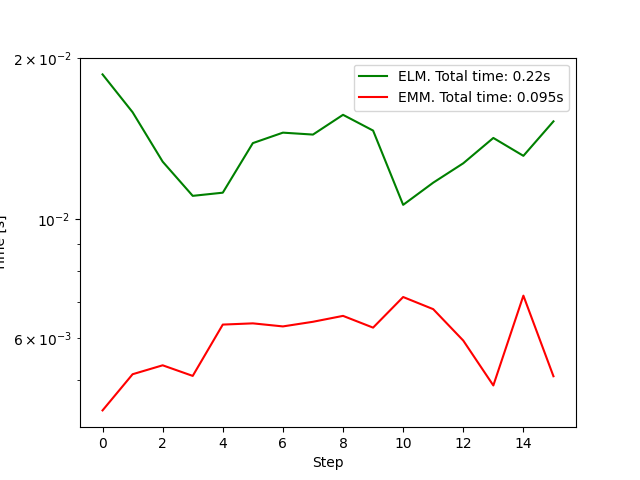 2 × 10⁻²
ELM. Total time: 0.22s
EMM. Total time: 0.095s
10⁻²
[s]
6 × 10⁻³
0 2 4 6 8 10 12 14
Step